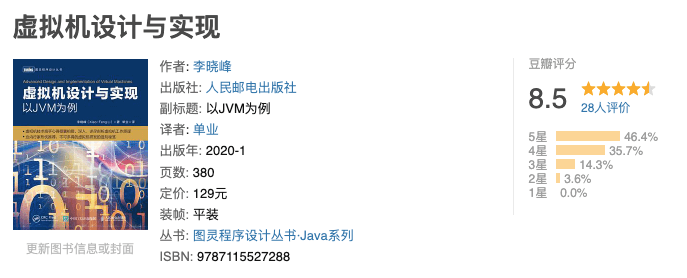 虚拟机设计与实现
图灵程序设计丛书
Advanced Design and Implementation of Virtual Machines
虚拟机设计与实现
以JVM为例
更新图书信息或封面
作者: 李晓峰
出版社: 人民邮电出版社
副标题: 以JVM为例
译者: 单业
出版年: 2020-1
页数: 380
定价: 129元
装帧: 平装
丛书: 图灵程序设计丛书·Java系列
ISBN: 9787115527288
豆瓣评分
8.5
28人评价
5星 46.4%
4星 35.7%
3星 14.3%
2星 3.6%
1星 0.0%